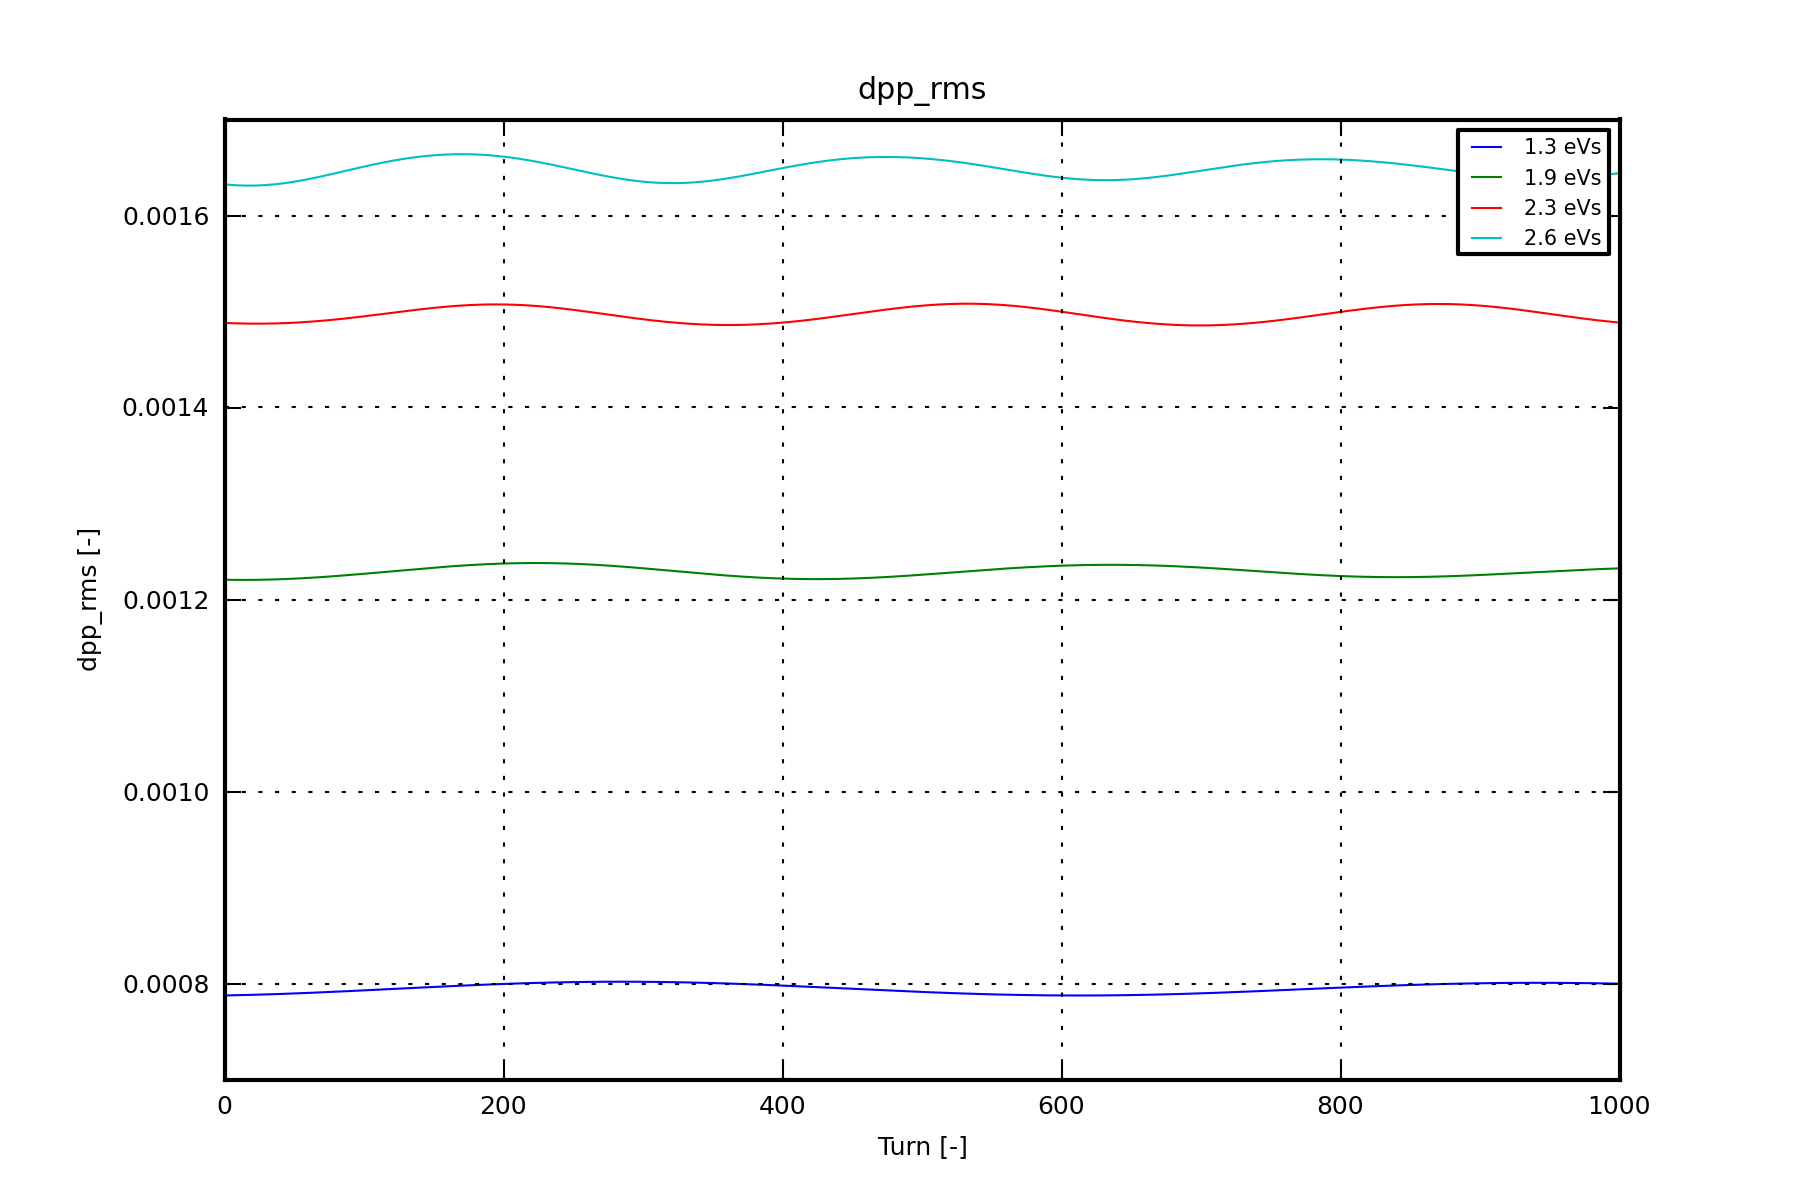 dpp_rms
1.3 eVs
1.9 eVs
2.3 eVs
2.6 eVs
0.0016
0.0014
0.0012
0.0010
0.0008
dpp_rms [-]
0 200 400 600 800 1000
Turn [-]